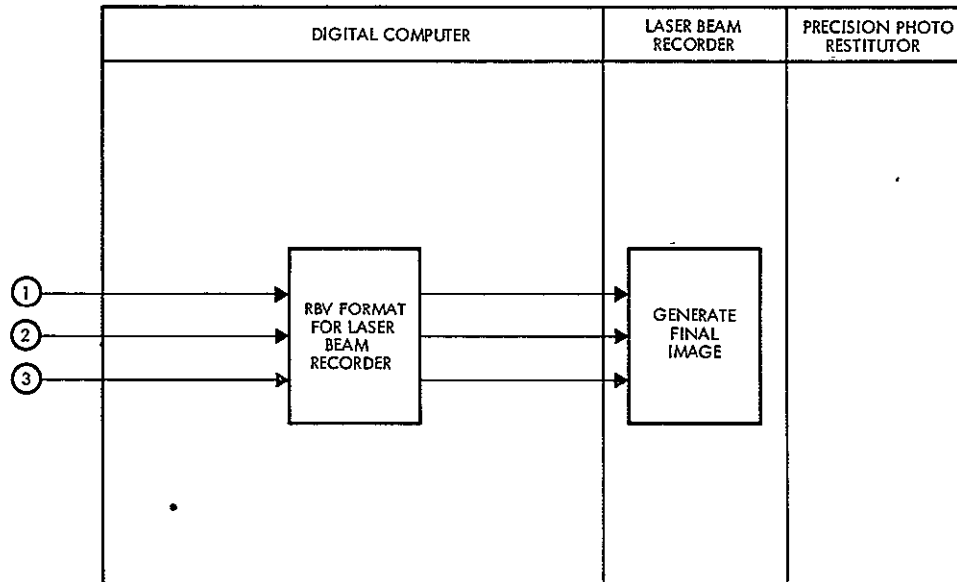 DIGITAL COMPUTER
LASER BEAM
RECORDER
PRECISION PHOTO
RESTITUTOR
1
2
3
RBV FORMAT
FOR LASER
BEAM
RECORDER
GENERATE
FINAL
IMAGE